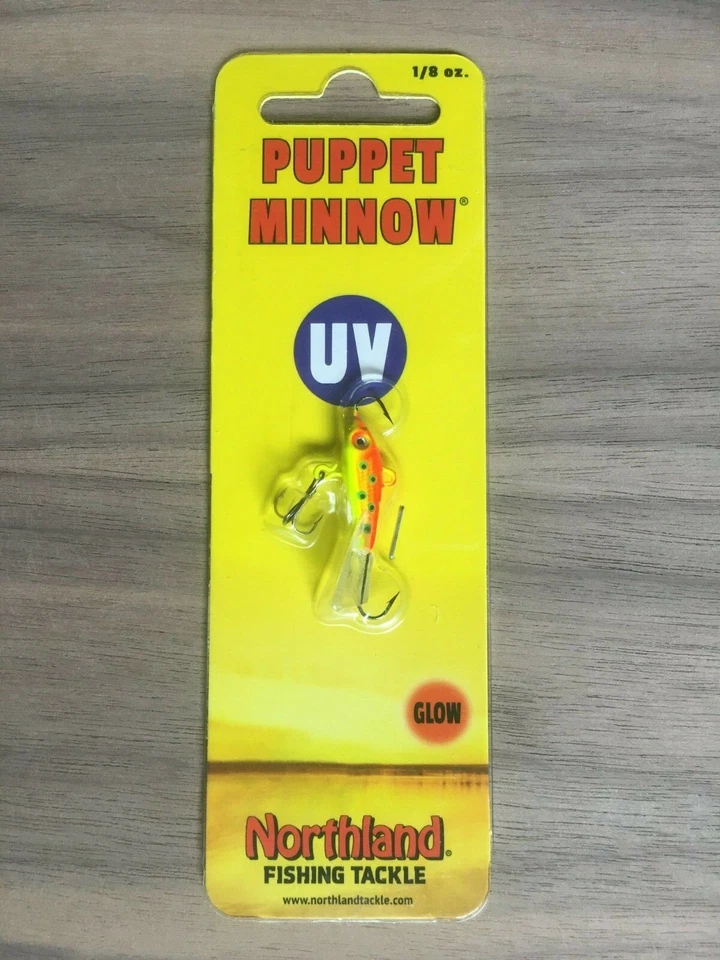 1/8 oz.
PUPPET
MINNOW®
UV
GLOW
Northland®
FISHING TACKLE
www.northlandtackle.com